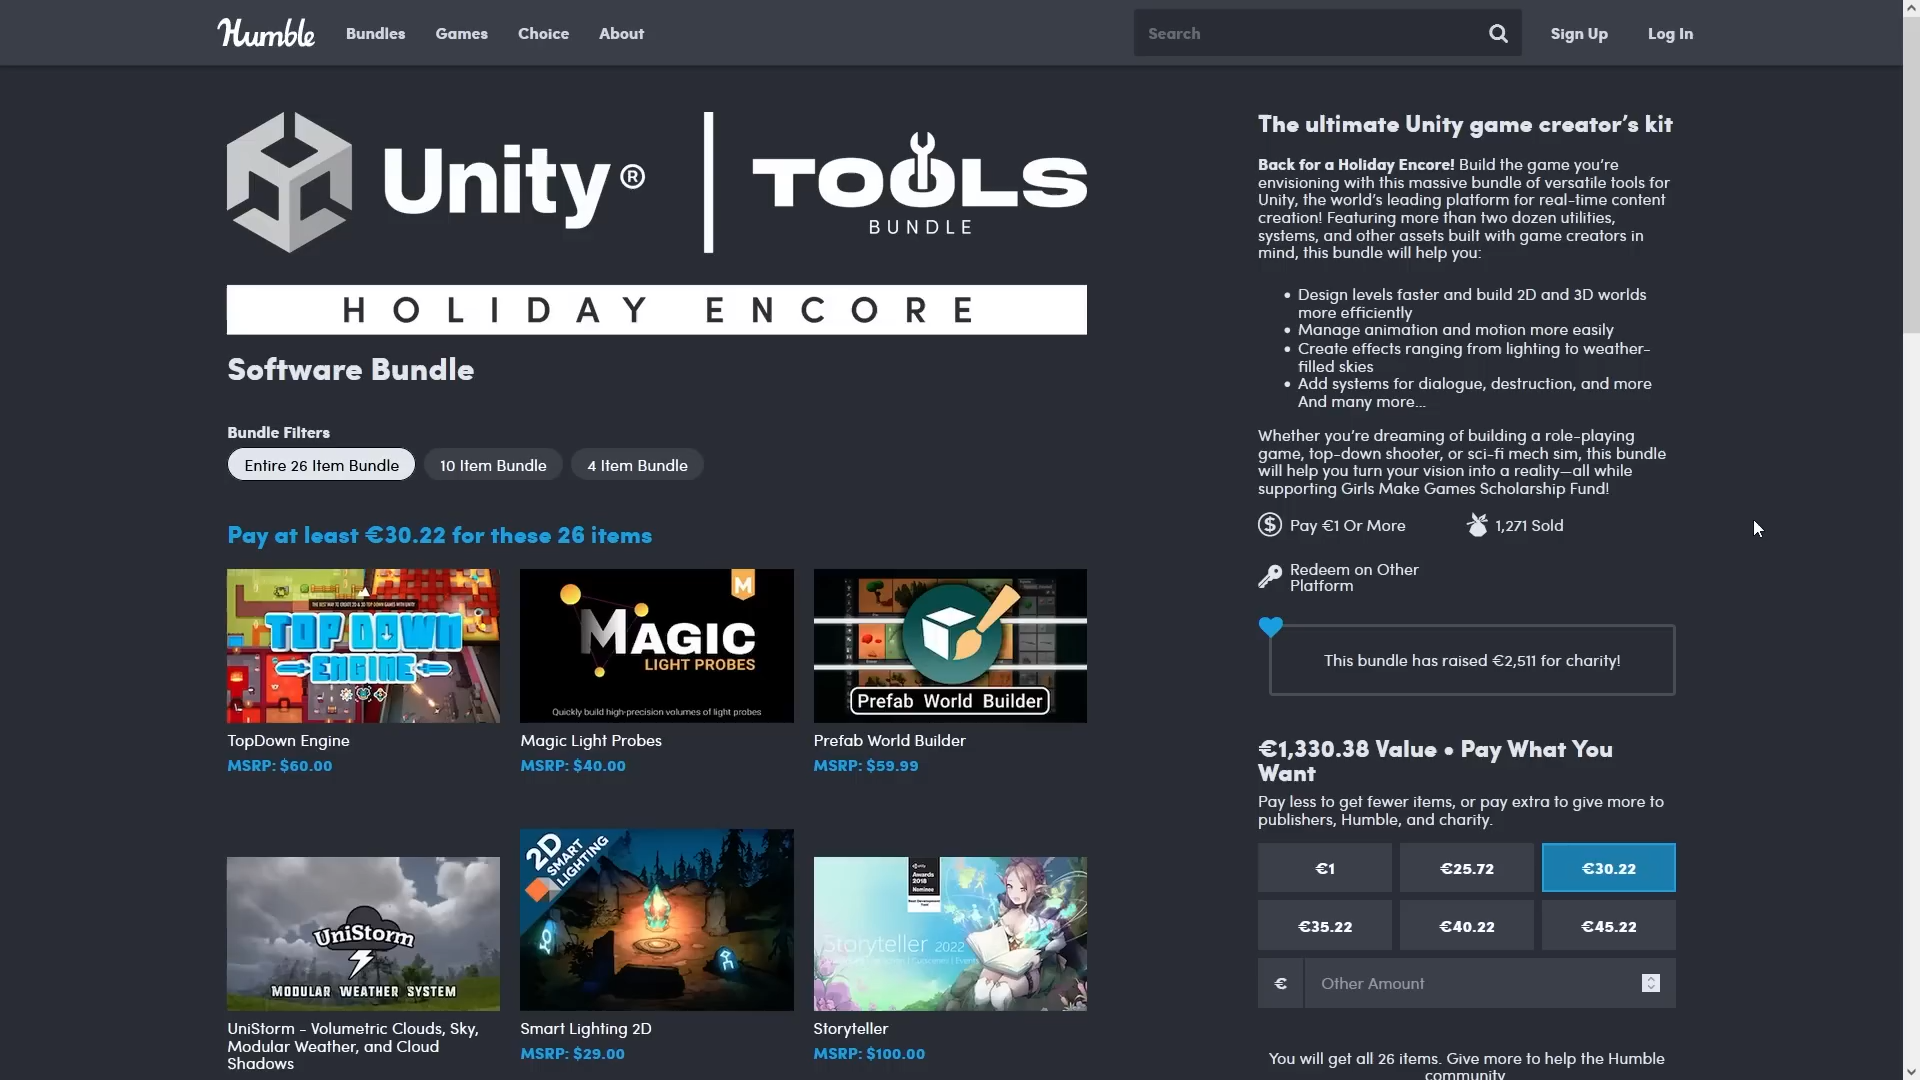 Humble
Bundles
Games
Choice
About
Search
Sign Up
Log In
Unity®
TOOLS
BUNDLE
HOLIDAY ENCORE
Software Bundle
Bundle Filters
Entire 26 Item Bundle
10 Item Bundle
4 Item Bundle
Pay at least €30.22 for these 26 items
TOP DOWN
ENGINE
TopDown Engine
MSRP: $60.00
M
MAGIC
LIGHT PROBES
Quickly build high-precision volumes of light probes
Magic Light Probes
MSRP: $40.00
Prefab World Builder
Prefab World Builder
MSRP: $59.99
UniStorm
MODULAR WEATHER SYSTEM
UniStorm - Volumetric Clouds, Sky,
Modular Weather, and Cloud
Shadows
2D
SMART
LIGHTING
Smart Lighting 2D
MSRP: $29.00
Awards
2018
Nominee
Storyteller 2022
Storyteller
MSRP: $100.00
The ultimate Unity game creator’s kit
Back for a Holiday Encore! Build the game you’re
envisioning with this massive bundle of versatile tools for
Unity, the world’s leading platform for real-time content
creation! Featuring more than two dozen utilities,
systems, and other assets built with game creators in
mind, this bundle will help you:
• Design levels faster and build 2D and 3D worlds
more efficiently
• Manage animation and motion more easily
• Create effects ranging from lighting to weather-
filled skies
• Add systems for dialogue, destruction, and more
And many more...
Whether you’re dreaming of building a role-playing
game, top-down shooter, or sci-fi mech sim, this bundle
will help you turn your vision into a reality—all while
supporting Girls Make Games Scholarship Fund!
$ Pay €1 Or More
1,271 Sold
Redeem on Other
Platform
This bundle has raised €2,511 for charity!
€1,330.38 Value • Pay What You
Want
Pay less to get fewer items, or pay extra to give more to
publishers, Humble, and charity.
€1
€25.72
€30.22
€35.22
€40.22
€45.22
€
Other Amount
You will get all 26 items. Give more to help the Humble
community